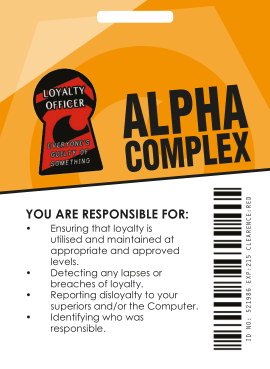 LOYALTY
OFFICER
EVERYONE'S
GUILTY OF
SOMETHING
ALPHA
COMPLEX
YOU ARE RESPONSIBLE FOR:
• Ensuring that loyalty is
utilised and maintained at
appropriate and approved
levels.
• Detecting any lapses or
breaches of loyalty.
• Reporting disloyalty to your
superiors and/or the Computer.
• Identifying who was
responsible.
ID NO: 521986 EXP:215 CLEARENCE:RED